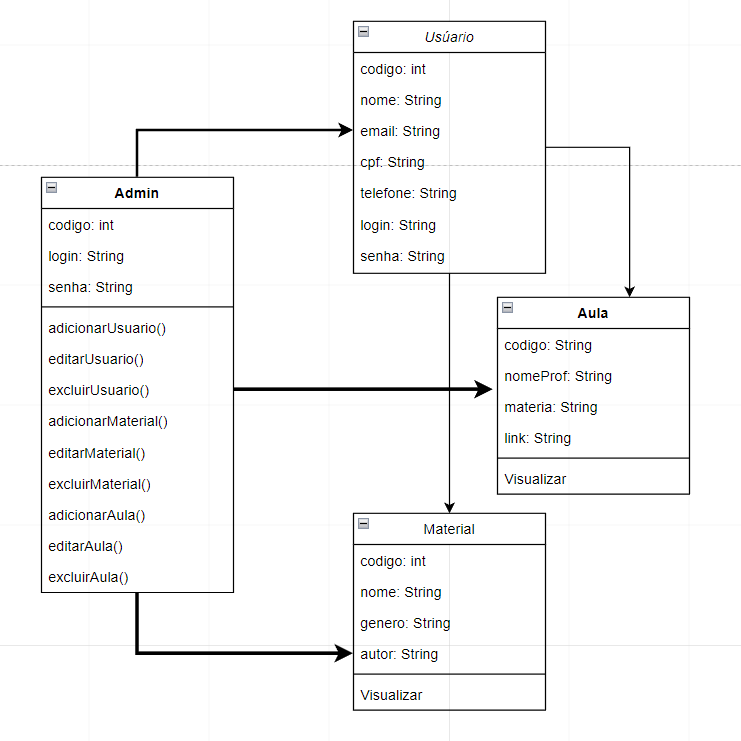 Usúario
codigo: int
nome: String
email: String
cpf: String
telefone: String
login: String
senha: String
Admin
codigo: int
login: String
senha: String
adicionarUsuario()
editarUsuario()
excluirUsuario()
adicionarMaterial()
editarMaterial()
excluirMaterial()
adicionarAula()
editarAula()
excluirAula()
Aula
codigo: String
nomeProf: String
materia: String
link: String
Visualizar
Material
codigo: int
nome: String
genero: String
autor: String
Visualizar